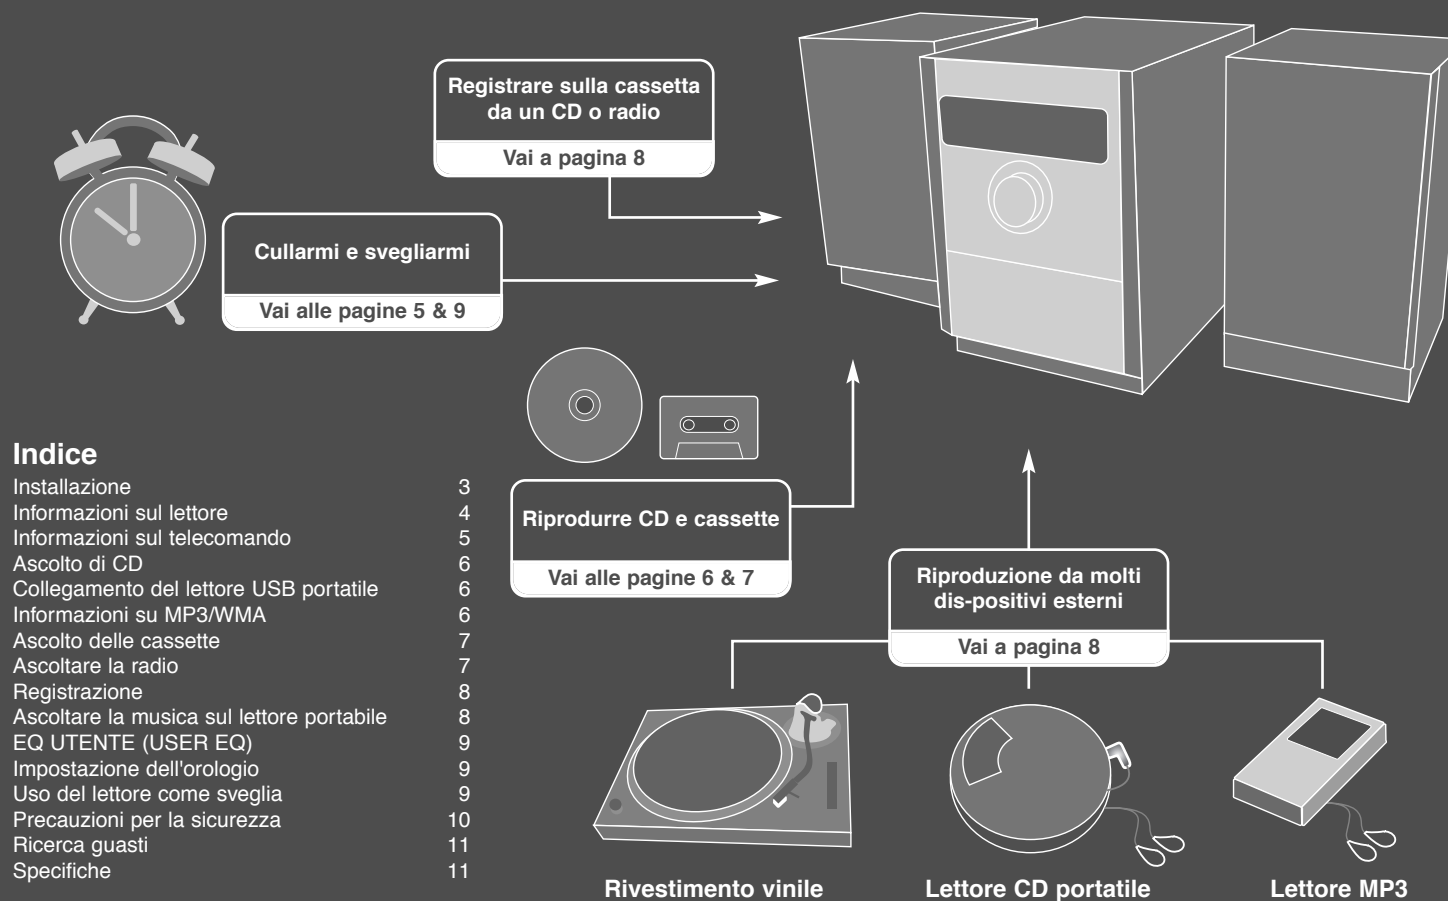 Registrare sulla cassetta
da un CD o radio
Vai a pagina 8
Cullarmi e svegliarmi
Vai alle pagine 5 & 9
Indice
Installazione 3
Informazioni sul lettore 4
Informazioni sul telecomando 5
Ascolto di CD 6
Collegamento del lettore USB portatile 6
Informazioni su MP3/WMA 6
Ascolto delle cassette 7
Ascoltare la radio 7
Registrazione 8
Ascoltare la musica sul lettore portabile 8
EQ UTENTE (USER EQ) 9
Impostazione dell'orologio 9
Uso del lettore come sveglia 9
Precauzioni per la sicurezza 10
Ricerca guasti 11
Specifiche 11
Riprodurre CD e cassette
Vai alle pagine 6 & 7
Riproduzione da molti
dis-positivi esterni
Vai a pagina 8
Rivestimento vinile
Lettore CD portatile
Lettore MP3